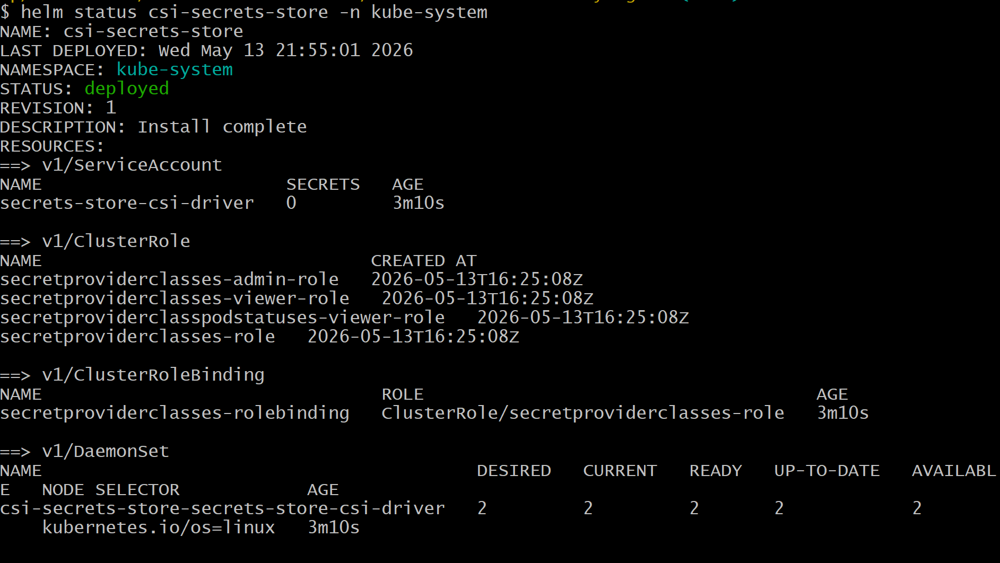 $ helm status csi-secrets-store -n kube-system
NAME: csi-secrets-store
LAST DEPLOYED: Wed May 13 21:55:01 2026
NAMESPACE: kube-system
STATUS: deployed
REVISION: 1
DESCRIPTION: Install complete
RESOURCES:
==> v1/ServiceAccount
NAME                       SECRETS   AGE
secrets-store-csi-driver   0         3m10s

==> v1/ClusterRole
NAME                               CREATED AT
secretproviderclasses-admin-role   2026-05-13T16:25:08Z
secretproviderclasses-viewer-role   2026-05-13T16:25:08Z
secretproviderclasspodstatuses-viewer-role   2026-05-13T16:25:08Z
secretproviderclasses-role   2026-05-13T16:25:08Z

==> v1/ClusterRoleBinding
NAME                                ROLE                                     AGE
secretproviderclasses-rolebinding   ClusterRole/secretproviderclasses-role   3m10s

==> v1/DaemonSet
NAME                                         DESIRED   CURRENT   READY   UP-TO-DATE   AVAILABL
E   NODE SELECTOR            AGE
csi-secrets-store-secrets-store-csi-driver   2         2         2       2            2
    kubernetes.io/os=linux   3m10s